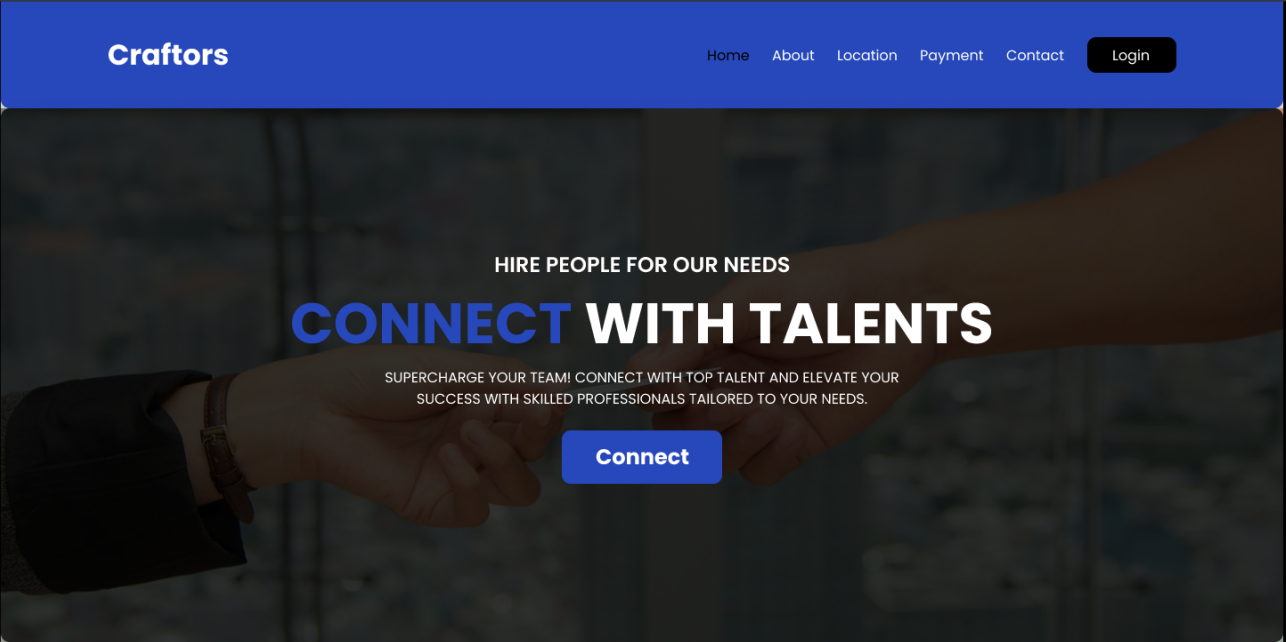 Craftors
Home About Location Payment Contact Login
HIRE PEOPLE FOR OUR NEEDS
CONNECT WITH TALENTS
SUPERCHARGE YOUR TEAM! CONNECT WITH TOP TALENT AND ELEVATE YOUR
SUCCESS WITH SKILLED PROFESSIONALS TAILORED TO YOUR NEEDS.
Connect